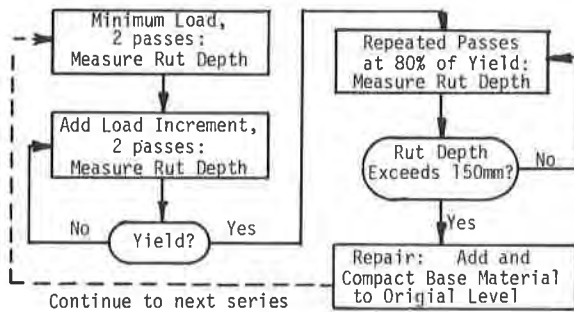 Minimum Load,
2 passes:
Measure Rut Depth
Add Load Increment,
2 passes:
Measure Rut Depth
No
Yield?
Yes
Repeated Passes
at 80% of Yield:
Measure Rut Depth
Rut Depth
Exceeds 150mm?
No
Yes
Repair: Add and
Compact Base Material
to Origial Level
Continue to next series